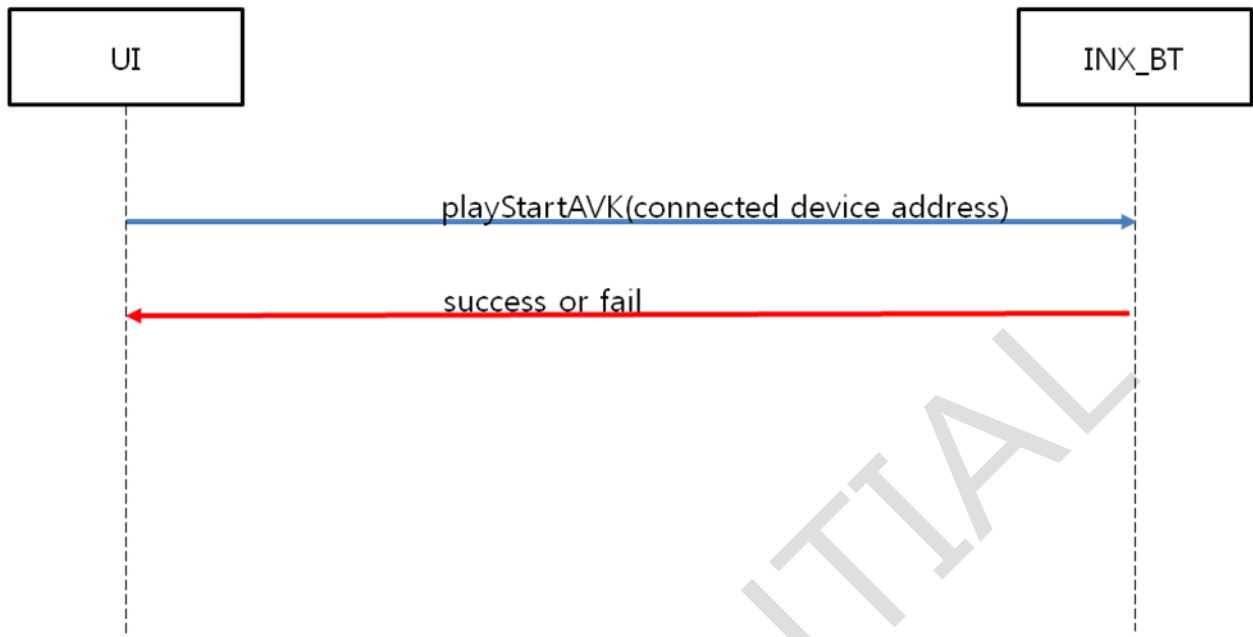 UI
INX_BT
playStartAVK(connected device address)
success or fail